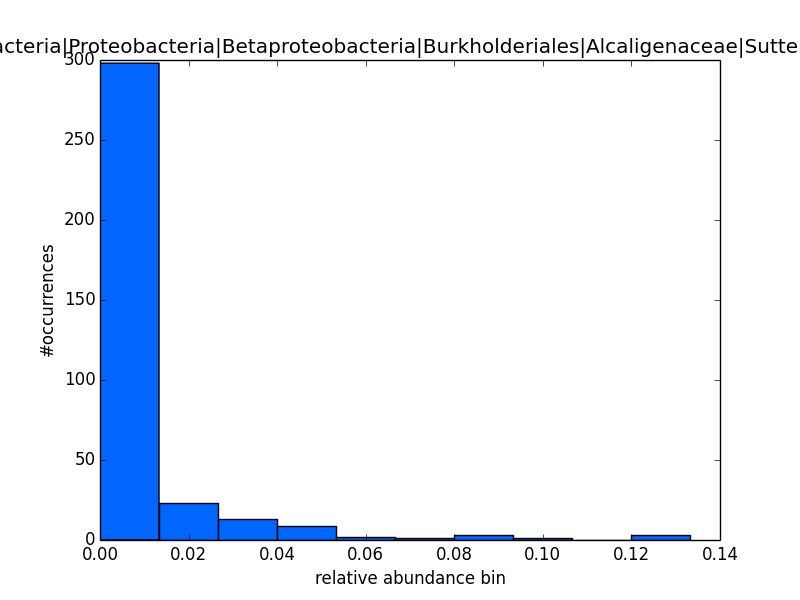 acteria|Proteobacteria|Betaproteobacteria|Burkholderiales|Alcaligenaceae|Sutte
300
250
200
150
100
50
0
#occurrences
0.00 0.02 0.04 0.06 0.08 0.10 0.12 0.14
relative abundance bin